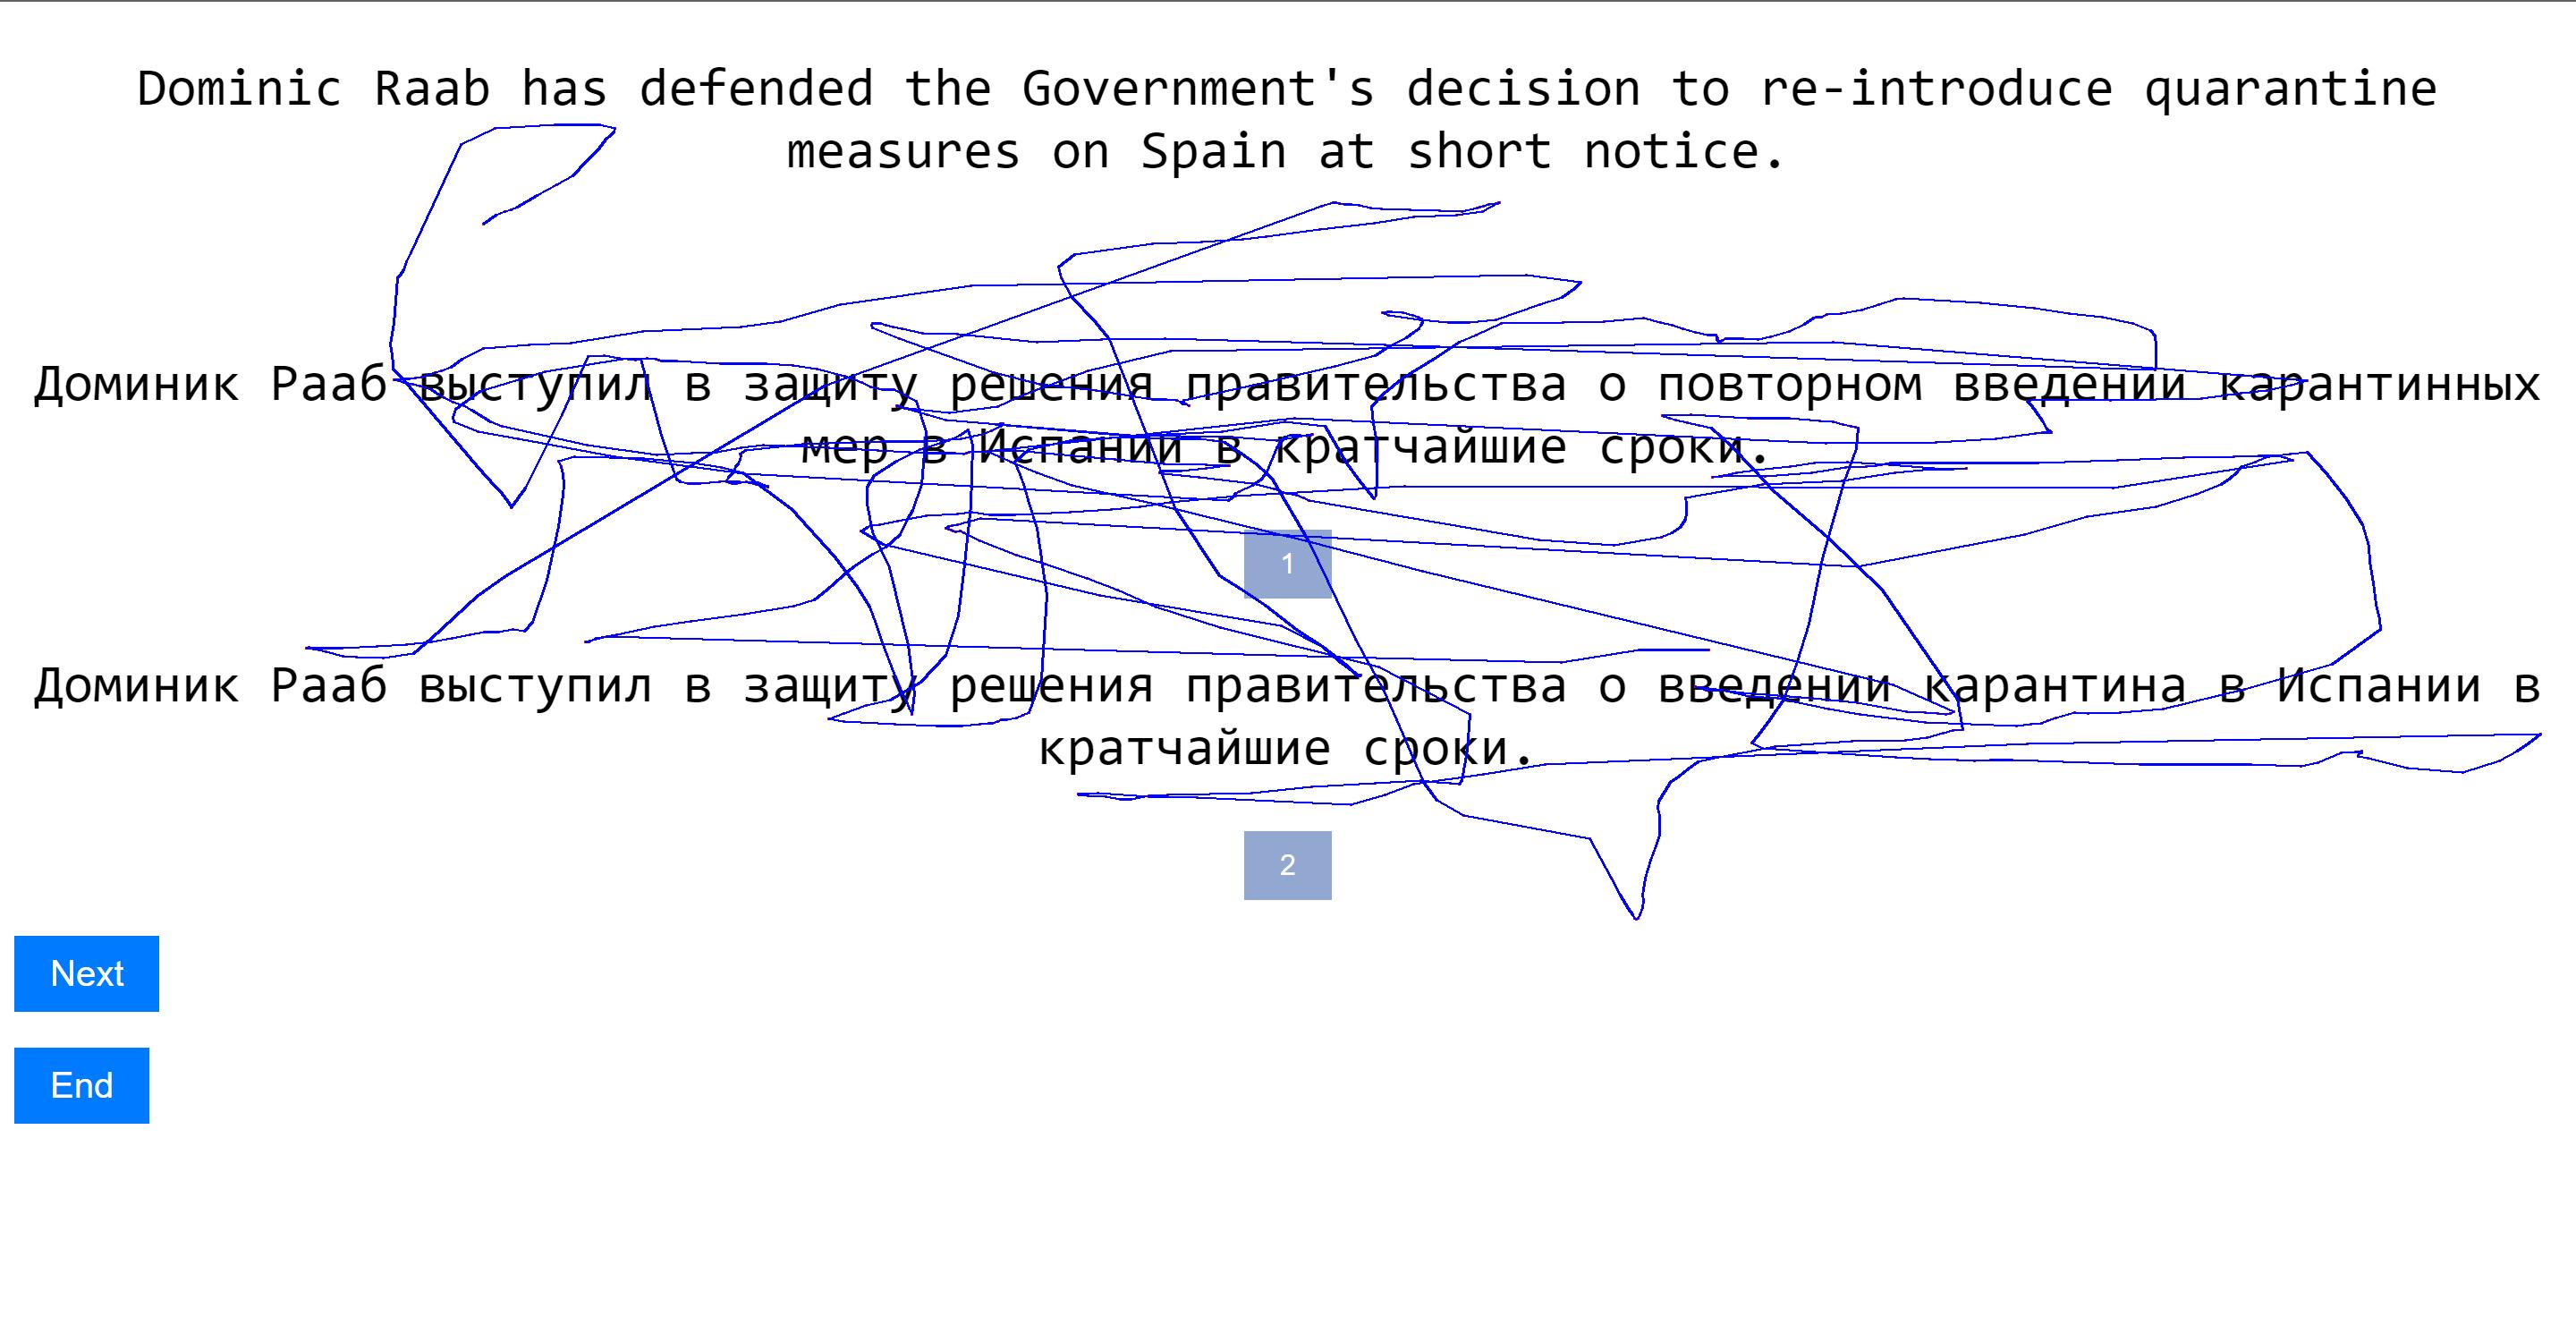 Dominic Raab has defended the Government's decision to re-introduce quarantine
measures on Spain at short notice.
Доминик Рааб выступил в защиту решения правительства о повторном введении карантинных
мер в Испании в кратчайшие сроки.
1
Доминик Рааб выступил в защиту решения правительства о введении карантина в Испании в
кратчайшие сроки.
2
Next
End